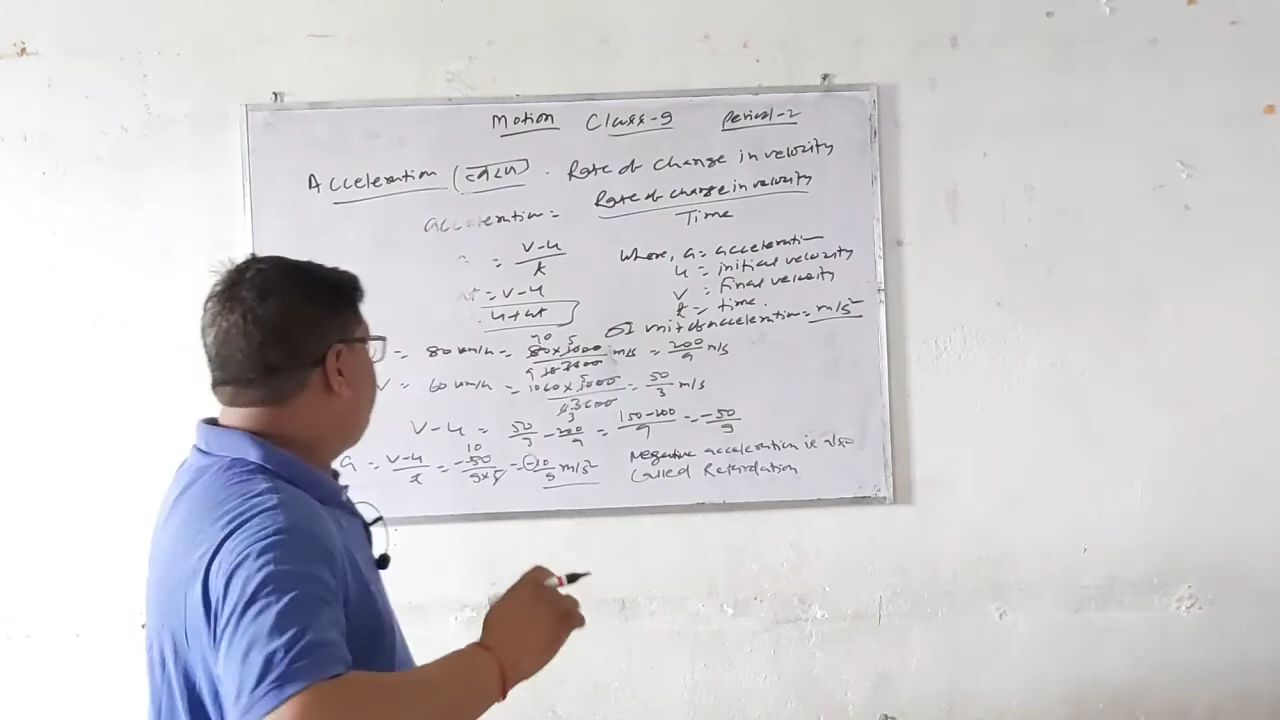 Motion Class-9 Period-2
Acceleration (त्वरण). Rate of change in velocity
acceleration = Rate of change in velocity / Time
= v-u / t
= v-u
u+at
Where, a = acceleration
u = initial velocity
v = Final velocity
t = time.
SI unit of acceleration = m/s²
= 80 km/h = 80×1000 / 3600 m/s = 200/9 m/s
v = 60 km/h = 60×1000 / 3600 = 50/3 m/s
v-u = 50/3 - 200/9 = 150-200 / 9 = -50/9
a = v-u / t = -50 / 9×5 = -10/9 m/s²
Negative acceleration is also
Called Retardation